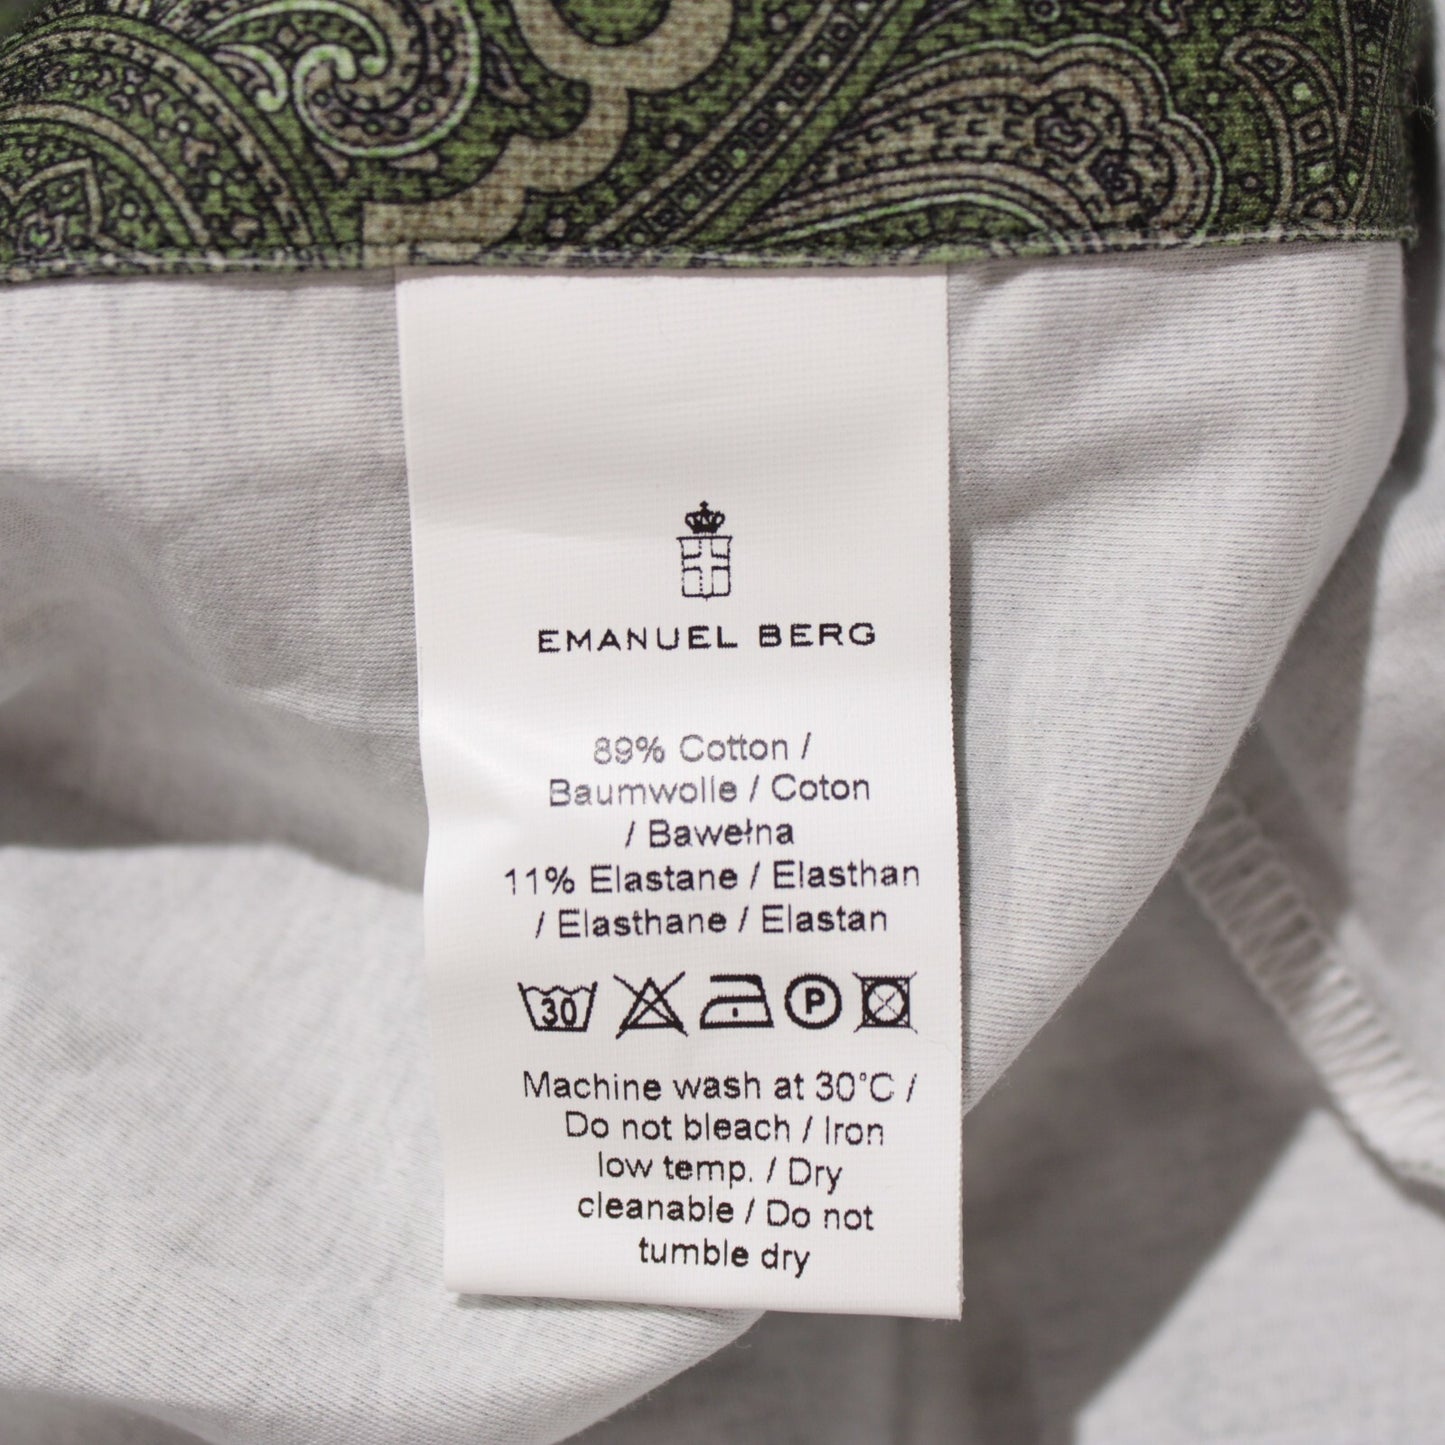 EMANUEL BERG
89% Cotton /
Baumwolle / Coton
/ Bawełna
11% Elastane / Elasthan
/ Elasthane / Elastan
30 P
Machine wash at 30°C /
Do not bleach / Iron
low temp. / Dry
cleanable / Do not
tumble dry